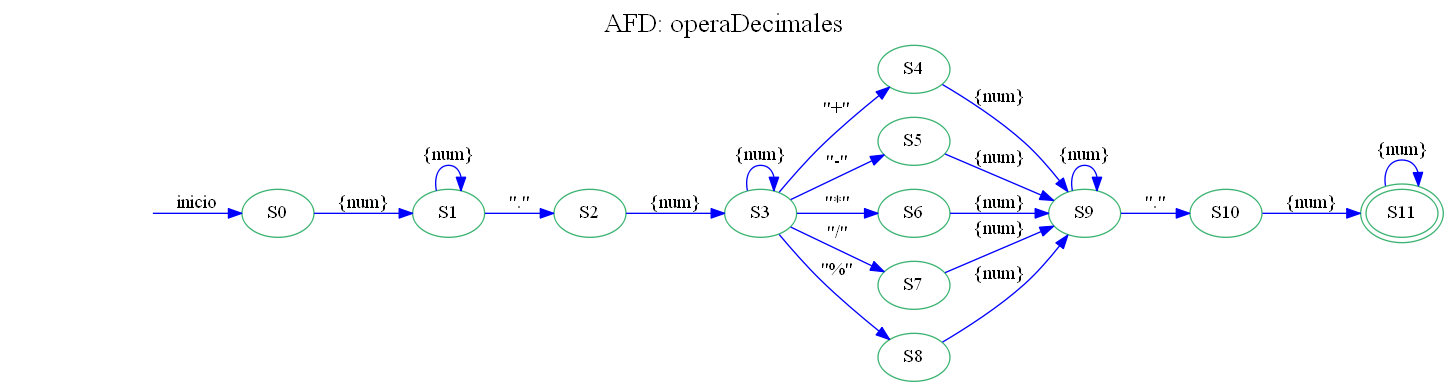 AFD: operaDecimales
inicio
S0
{num}
S1
{num}
"."
S2
{num}
S3
{num}
"+"
"-"
"*"
"/"
"%"
S4
S5
S6
S7
S8
{num}
{num}
{num}
{num}
{num}
S9
{num}
"."
S10
{num}
S11
{num}